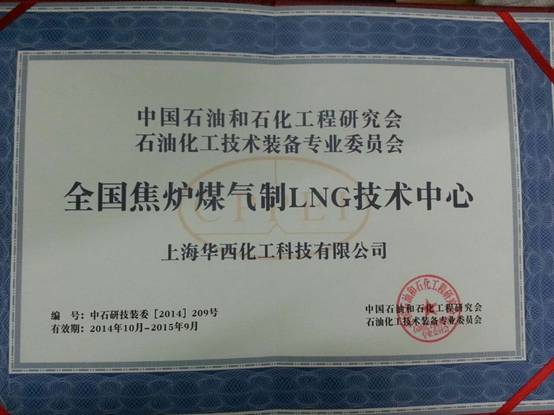 中国石油和石化工程研究会
石油化工技术装备专业委员会
全国焦炉煤气制LNG技术中心
上海华西化工科技有限公司
编 号：中石研技装委［2014］209号
有效期：2014年10月-2015年9月
中国石油和石化工程研究会
石油化工技术装备专业委员会